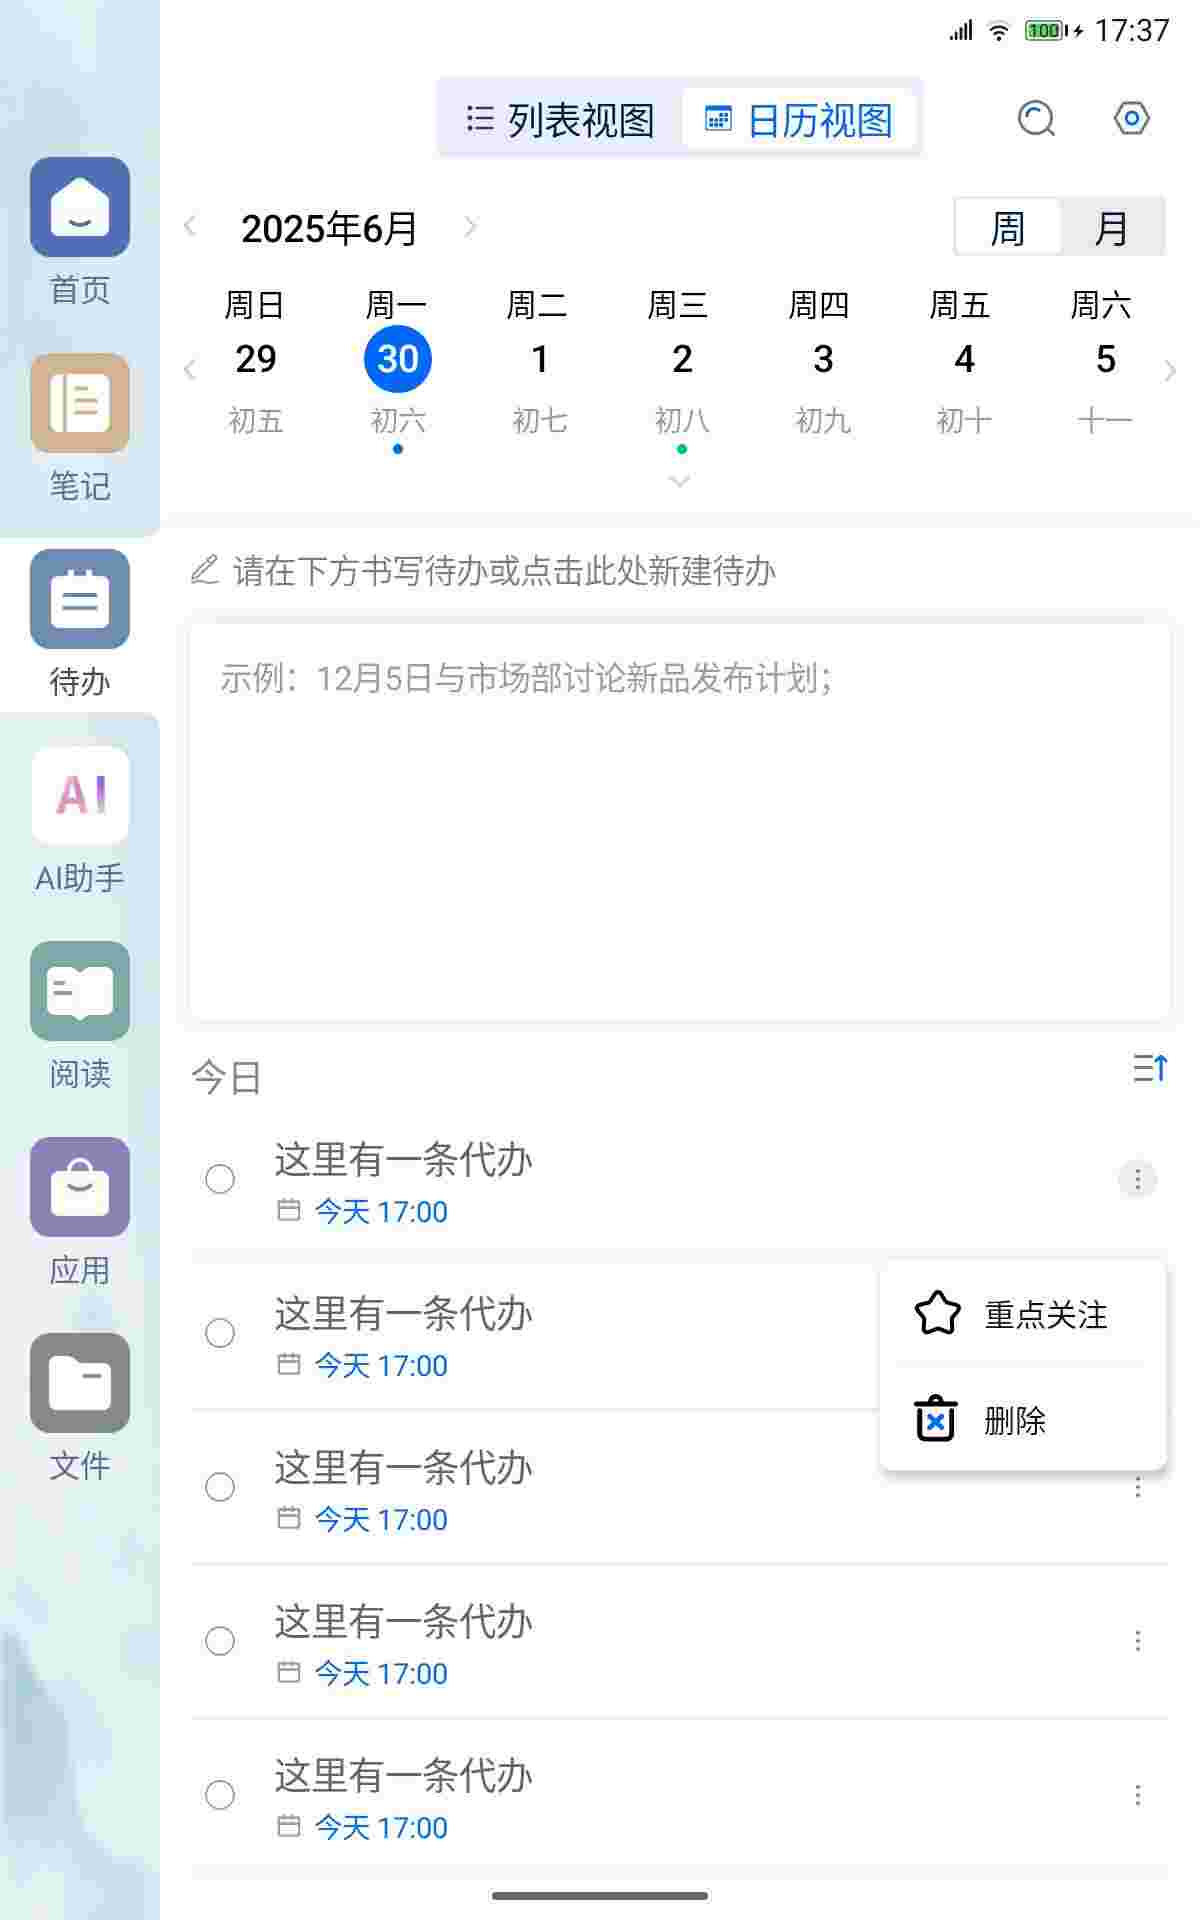 100 17:37
列表视图 日历视图
2025年6月 周 月
周日 周一 周二 周三 周四 周五 周六
29 30 1 2 3 4 5
初五 初六 初七 初八 初九 初十 十一
请在下方书写待办或点击此处新建待办
示例：12月5日与市场部讨论新品发布计划；
首页
笔记
待办
AI
AI助手
阅读
应用
文件
今日
这里有一条代办
今天 17:00
重点关注
删除
这里有一条代办
今天 17:00
这里有一条代办
今天 17:00
这里有一条代办
今天 17:00
这里有一条代办
今天 17:00